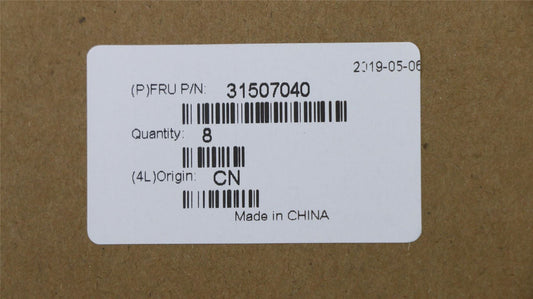 2019-05-06
(P)FRU P/N: 31507040
Quantity: 8
(4L)Origin: CN
Made in CHINA